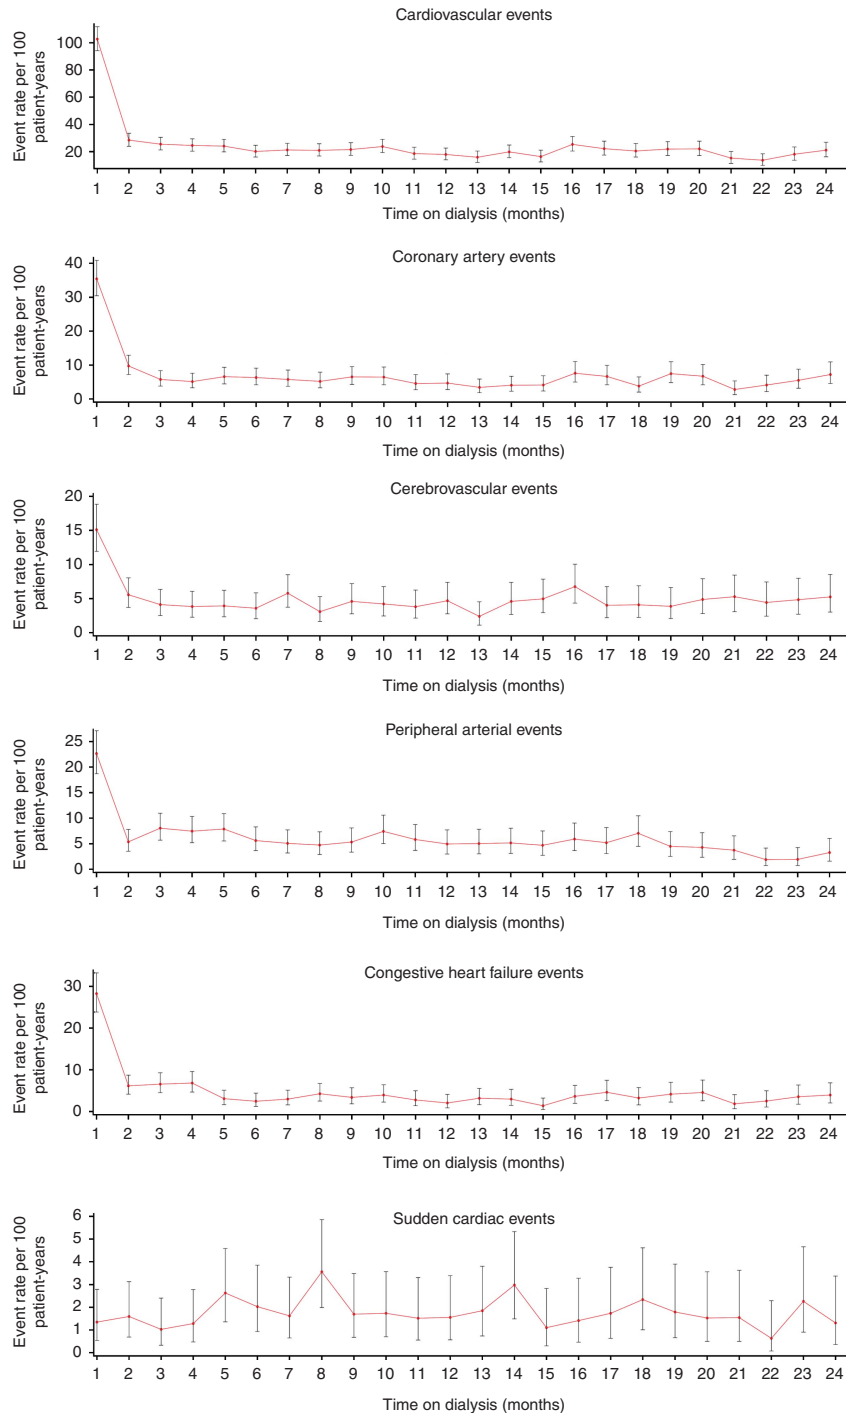 Cardiovascular events
Event rate per 100
patient-years
100
80
60
40
20
1 2 3 4 5 6 7 8 9 10 11 12 13 14 15 16 17 18 19 20 21 22 23 24
Time on dialysis (months)
Coronary artery events
Event rate per 100
patient-years
40
30
20
10
0
1 2 3 4 5 6 7 8 9 10 11 12 13 14 15 16 17 18 19 20 21 22 23 24
Time on dialysis (months)
Cerebrovascular events
Event rate per 100
patient-years
20
15
10
5
0
1 2 3 4 5 6 7 8 9 10 11 12 13 14 15 16 17 18 19 20 21 22 23 24
Time on dialysis (months)
Peripheral arterial events
Event rate per 100
patient-years
25
20
15
10
5
0
1 2 3 4 5 6 7 8 9 10 11 12 13 14 15 16 17 18 19 20 21 22 23 24
Time on dialysis (months)
Congestive heart failure events
Event rate per 100
patient-years
30
20
10
0
1 2 3 4 5 6 7 8 9 10 11 12 13 14 15 16 17 18 19 20 21 22 23 24
Time on dialysis (months)
Sudden cardiac events
Event rate per 100
patient-years
6
5
4
3
2
1
0
1 2 3 4 5 6 7 8 9 10 11 12 13 14 15 16 17 18 19 20 21 22 23 24
Time on dialysis (months)